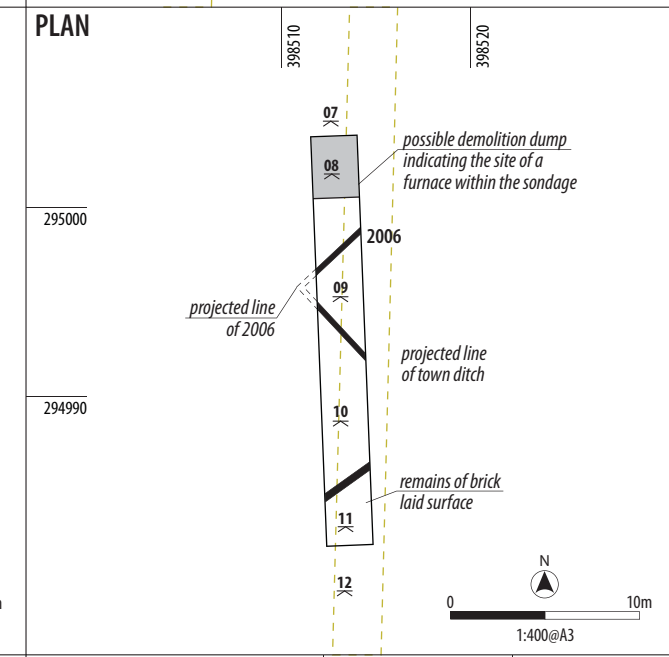 PLAN
398510
398520
07
possible demolition dump
indicating the site of a
furnace within the sondage
08
295000
2006
09
projected line
of 2006
projected line
of town ditch
294990
10
remains of brick
laid surface
11
12
N
0 10m
1:400@A3